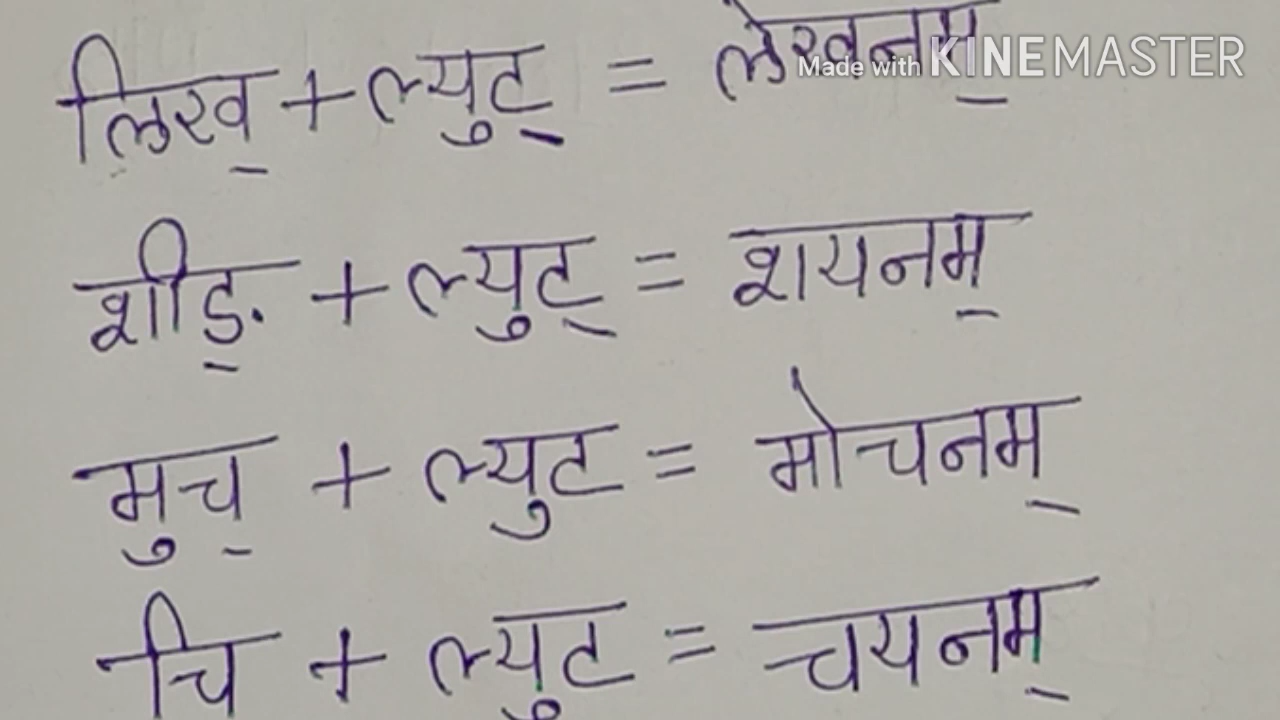 लिख् + ल्युट् = लेखनम्
Made with KINEMASTER
शीङ् + ल्युट् = शयनम्
मुच् + ल्युट = मोचनम्
चि + ल्युट = चयनम्